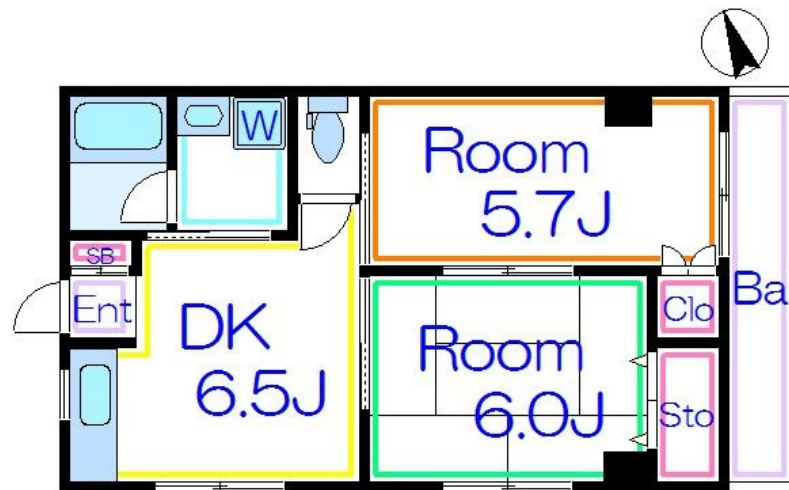 W
Room
5.7J
SB
Ent
DK
6.5J
Room
6.0J
Clo
Sto
Ba